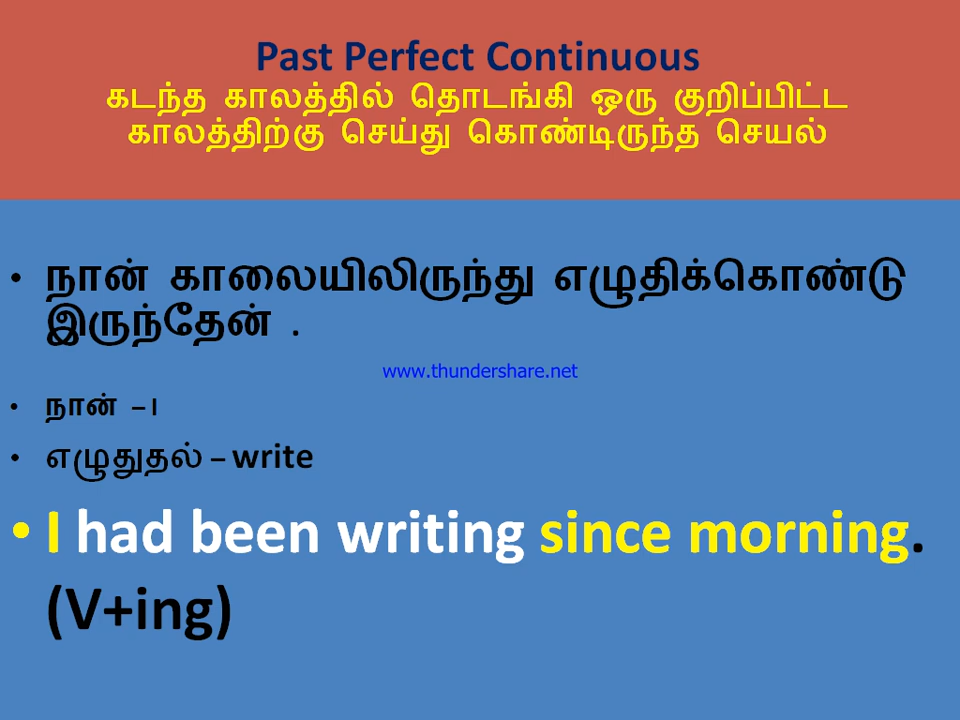 Past Perfect Continuous
கடந்த காலத்தில் தொடங்கி ஒரு குறிப்பிட்ட
காலத்திற்கு செய்து கொண்டிருந்த செயல்
• நான் காலையிலிருந்து எழுதிக்கொண்டு
இருந்தேன் .
www.thundershare.net
• நான் – I
• எழுதுதல் – write
• I had been writing since morning.
(V+ing)